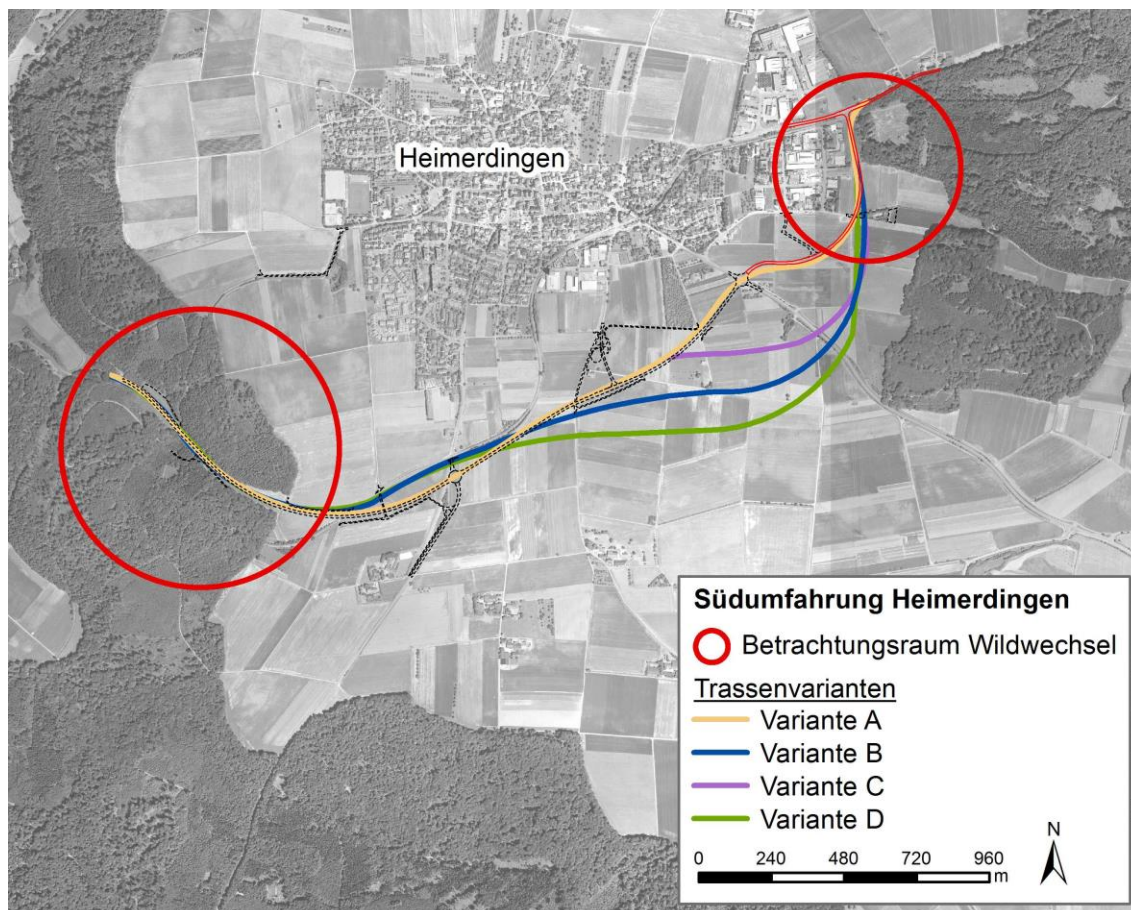 Heimerdingen
Südumfahrung Heimerdingen
Betrachtungsraum Wildwechsel
Trassenvarianten
Variante A
Variante B
Variante C
Variante D
N
0 240 480 720 960
m